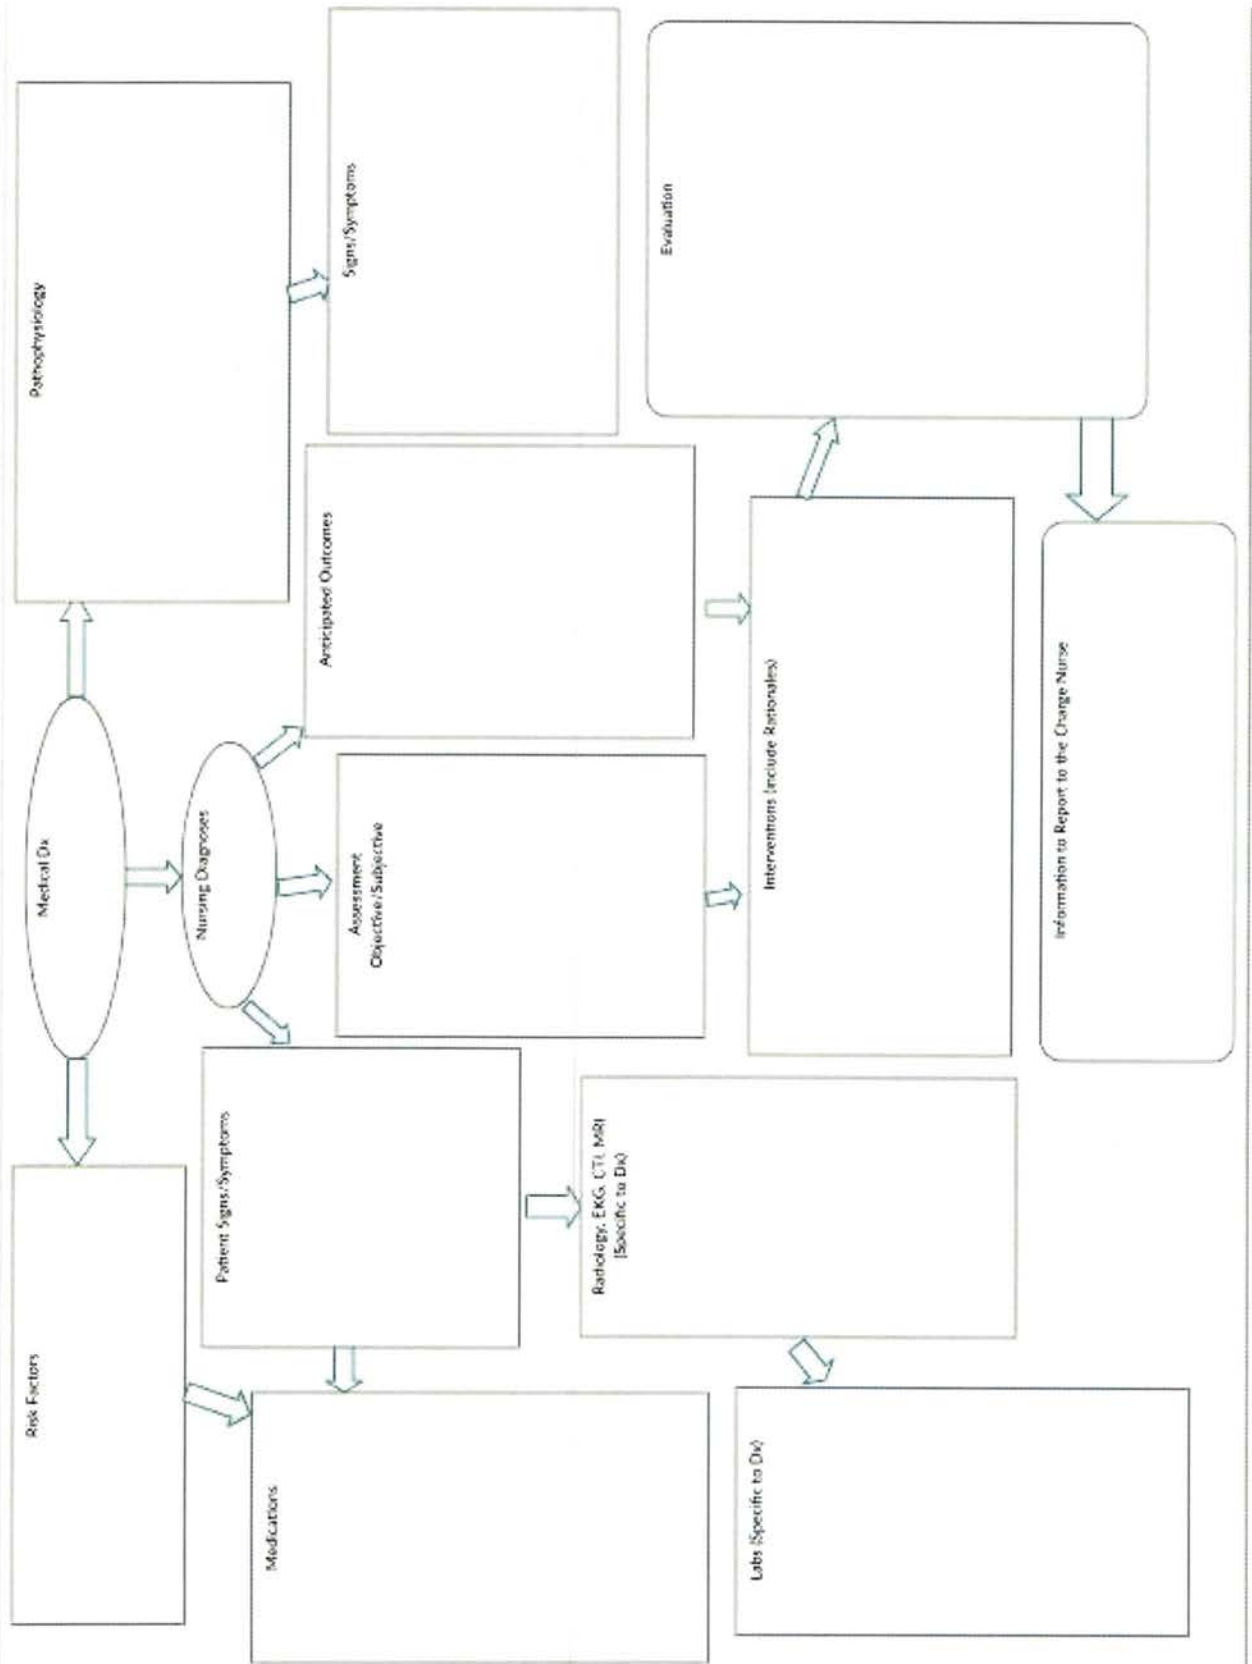 Medical Dx
Risk Factors
Pathophysiology
Nursing Diagnoses
Patient Signs/Symptoms
Medications
Assessment
Objective/Subjective
Anticipated Outcomes
Signs/Symptoms
Radiology, EKG, CT, MRI
(Specific to Dx)
Labs (Specific to Dx)
Interventions (Include Rationales)
Evaluation
Information to Report to the Charge Nurse